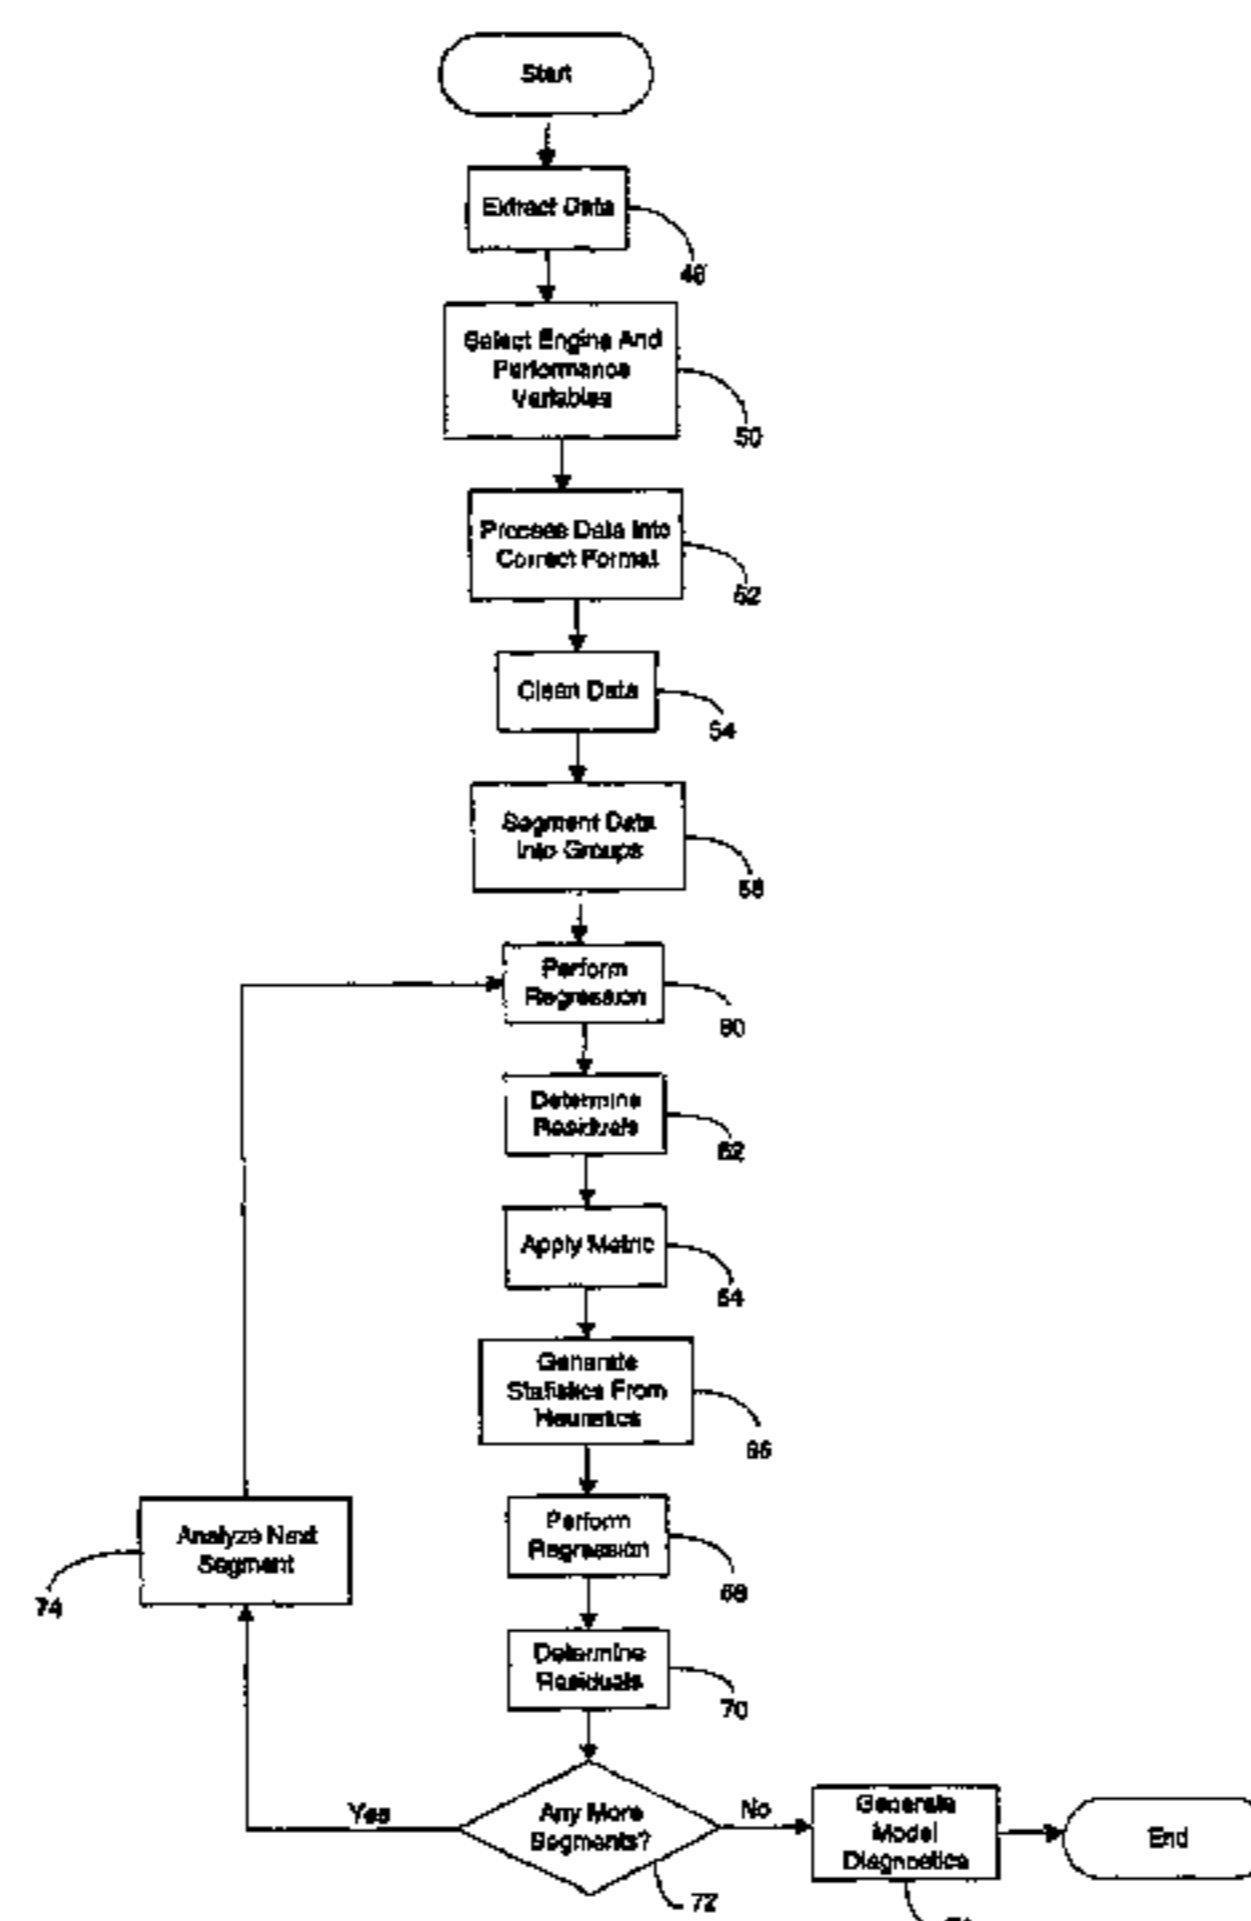 Start
Extract Data
48
Select Engine And
Performance
Variables
50
Process Data Into
Correct Format
52
Clean Data
54
Segment Data
Into Groups
58
Perform
Regression
60
Determine
Residuals
62
Apply Metric
64
Generate
Statistics From
Heuristics
66
Perform
Regression
68
Analyze Next
Segment
74
Determine
Residuals
70
Any More
Segments?
Yes
No
72
Generate
Model
Diagnostics
End